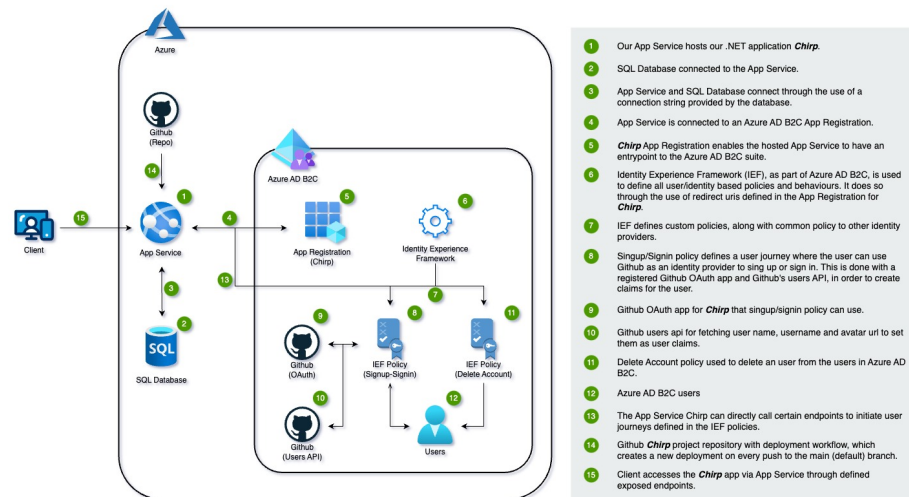 Azure
Github
(Repo)
14
1
15
4
Client
App Service
3
2
SQL
SQL Database
Azure AD B2C
5
App Registration
(Chirp)
6
Identity Experience
Framework
13
7
9
8
11
Github
(OAuth)
IEF Policy
(Signup-Signin)
IEF Policy
(Delete Account)
10
12
Github
(Users API)
Users
1 Our App Service hosts our .NET application Chirp.
2 SQL Database connected to the App Service.
3 App Service and SQL Database connect through the use of a
connection string provided by the database.
4 App Service is connected to an Azure AD B2C App Registration.
5 Chirp App Registration enables the hosted App Service to have an
entrypoint to the Azure AD B2C suite.
6 Identity Experience Framework (IEF), as part of Azure AD B2C, is used
to define all user/identity based policies and behaviours. It does so
through the use of redirect uris defined in the App Registration for
Chirp.
7 IEF defines custom policies, along with common policy to other identity
providers.
8 Singup/Signin policy defines a user journey where the user can use
Github as an identity provider to sing up or sign in. This is done with a
registered Github OAuth app and Github's users API, in order to create
claims for the user.
9 Github OAuth app for Chirp that singup/signin policy can use.
10 Github users api for fetching user name, username and avatar url to set
them as user claims.
11 Delete Account policy used to delete an user from the users in Azure AD
B2C.
12 Azure AD B2C users
13 The App Service Chirp can directly call certain endpoints to initiate user
journeys defined in the IEF policies.
14 Github Chirp project repository with deployment workflow, which
creates a new deployment on every push to the main (default) branch.
15 Client accesses the Chirp app via App Service through defined
exposed endpoints.